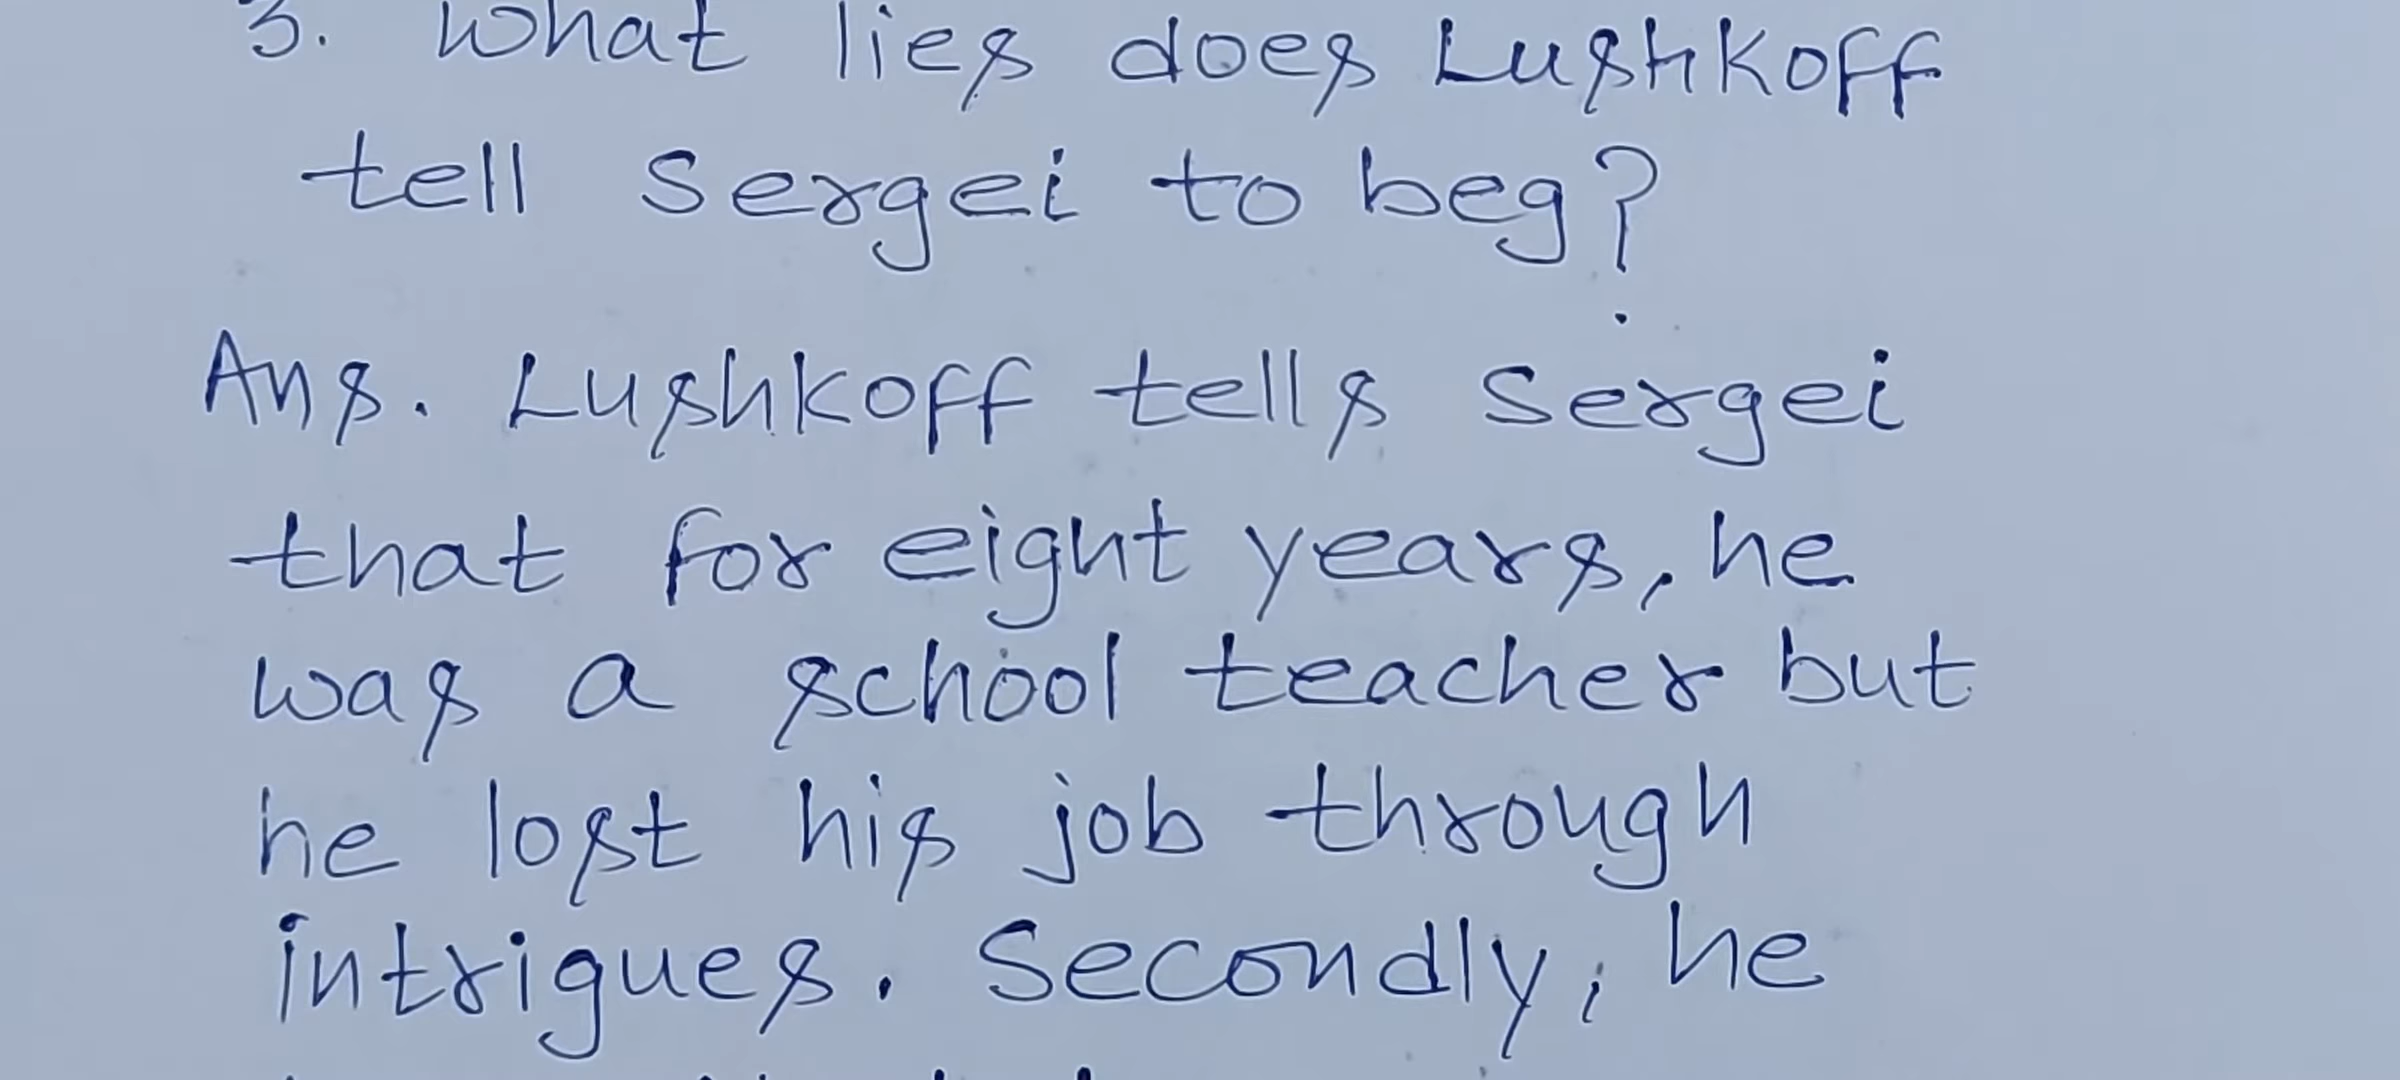 3. What lies does Lushkoff
tell Sergei to beg?
Ans. Lushkoff tells Sergei
that for eight years, he
was a school teacher but
he lost his job through
intrigues. Secondly, he